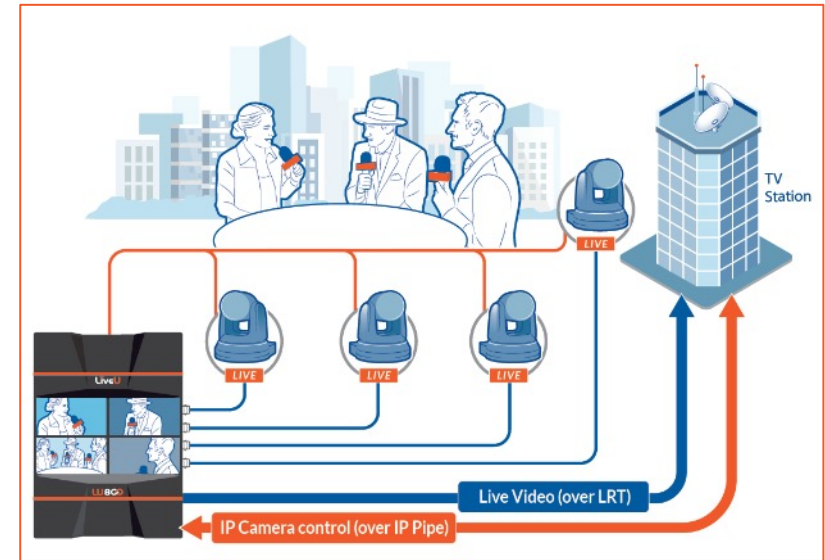 TV
Station
LIVE
LIVE
LIVE
LIVE
LiveU
LU800
Live Video (over LRT)
IP Camera control (over IP Pipe)